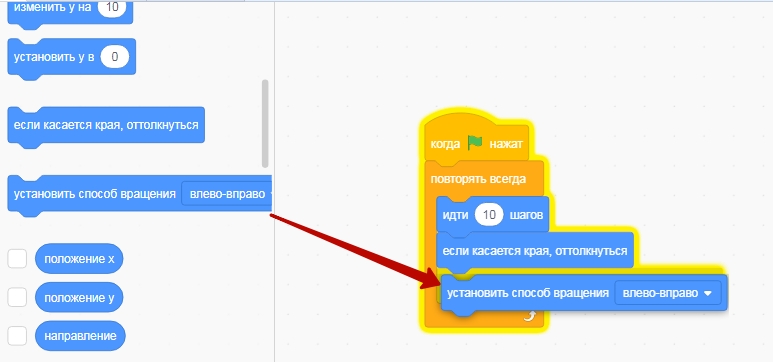 изменить y на 10
установить y в 0
если касается края, оттолкнуться
установить способ вращения влево-вправо
положение x
положение y
направление
когда нажат
повторять всегда
идти 10 шагов
если касается края, оттолкнуться
установить способ вращения влево-вправо